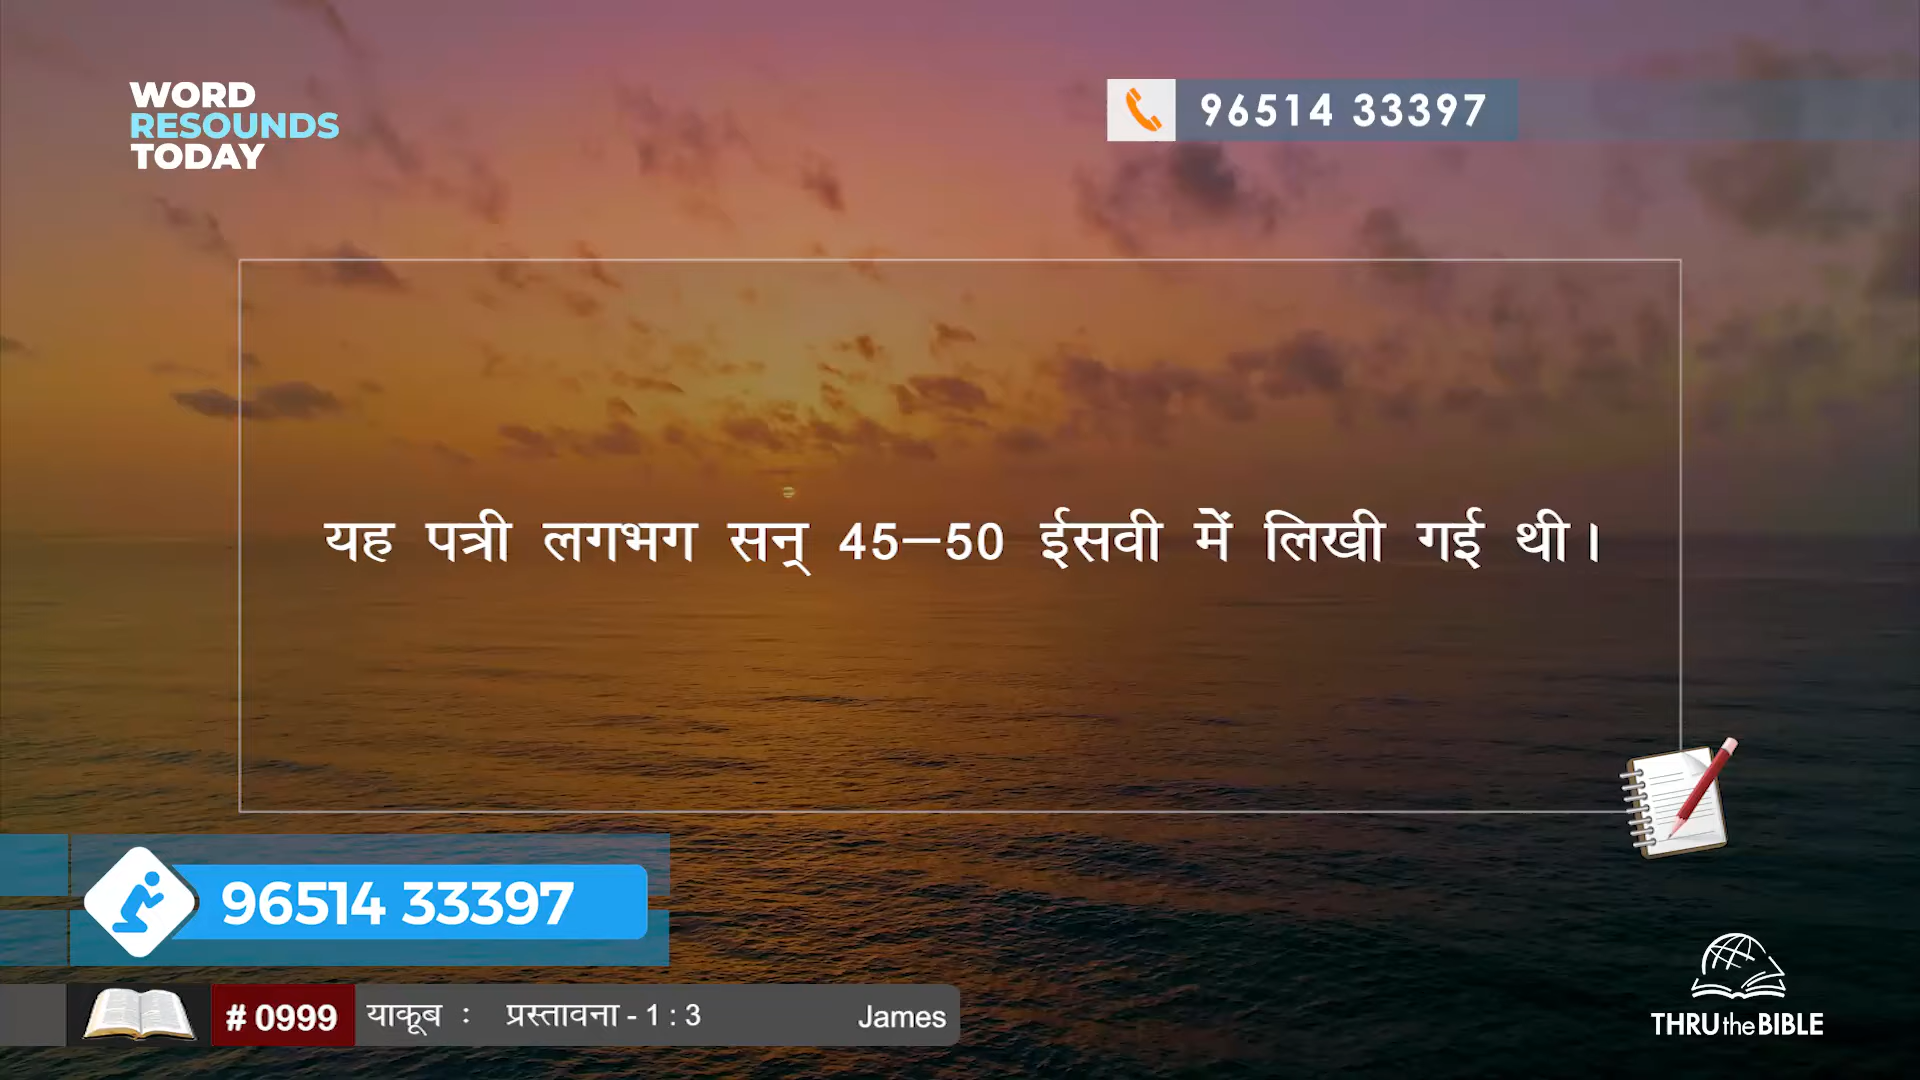 WORD
RESOUNDS
TODAY
96514 33397
यह पत्री लगभग सन् 45–50 ईसवी में लिखी गई थी।
96514 33397
# 0999 याकूब : प्रस्तावना - 1 : 3 James
THRU the BIBLE